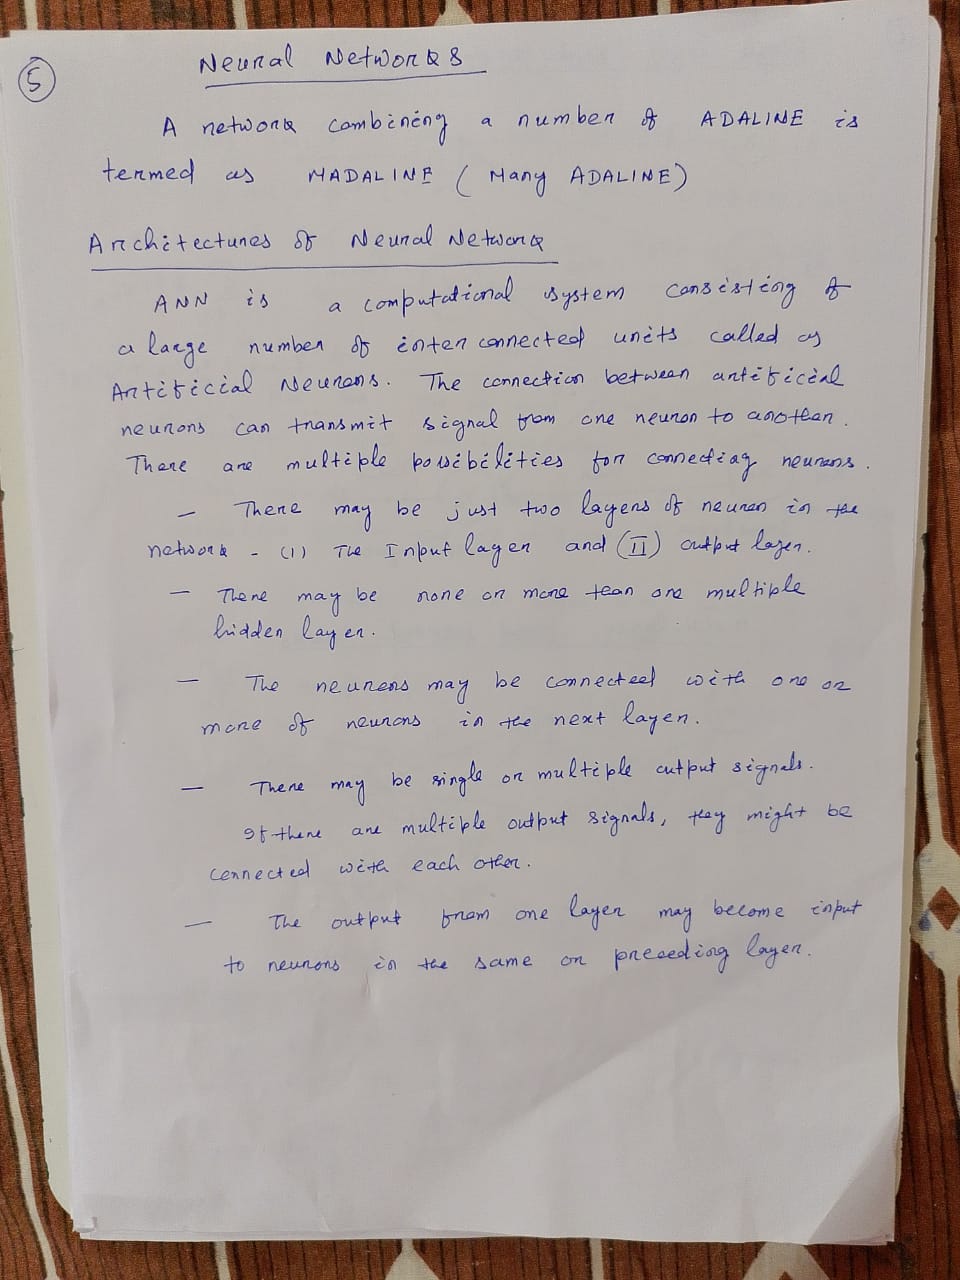 5
Neural Networks
A network combining a number of ADALINE is
termed as MADALINE (Many ADALINE)
Architectures of Neural Network
ANN is a computational system consisting of
a large number of inter connected units called as
Artificial Neurons. The connection between artificial
neurons can transmit signal from one neuron to another.
There are multiple possibilities for connecting neurons.
- There may be just two layers of neuron in the
network - (1) The Input layer and (II) output layer.
- There may be none or more than one multiple
hidden layer.
- The neurons may be connected with one or
more of neurons in the next layer.
- There may be single or multiple output signals.
If there are multiple output signals, they might be
connected with each other.
- The output from one layer may become input
to neurons in the same or preceeding layer.